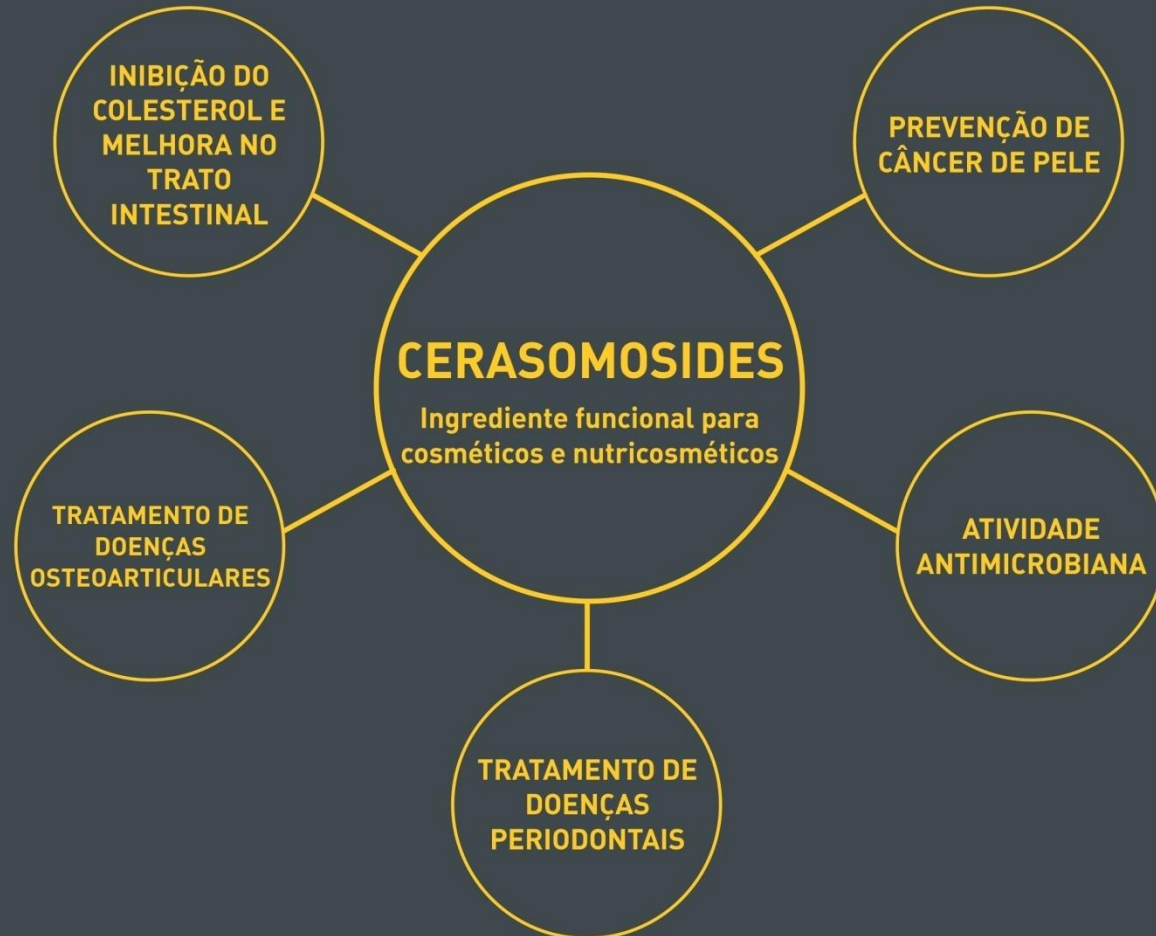 INIBIÇÃO DO
COLESTEROL E
MELHORA NO
TRATO
INTESTINAL
PREVENÇÃO DE
CÂNCER DE PELE
CERASOMOSIDES
Ingrediente funcional para
cosméticos e nutricosméticos
TRATAMENTO DE
DOENÇAS
OSTEOARTICULARES
ATIVIDADE
ANTIMICROBIANA
TRATAMENTO DE
DOENÇAS
PERIODONTAIS